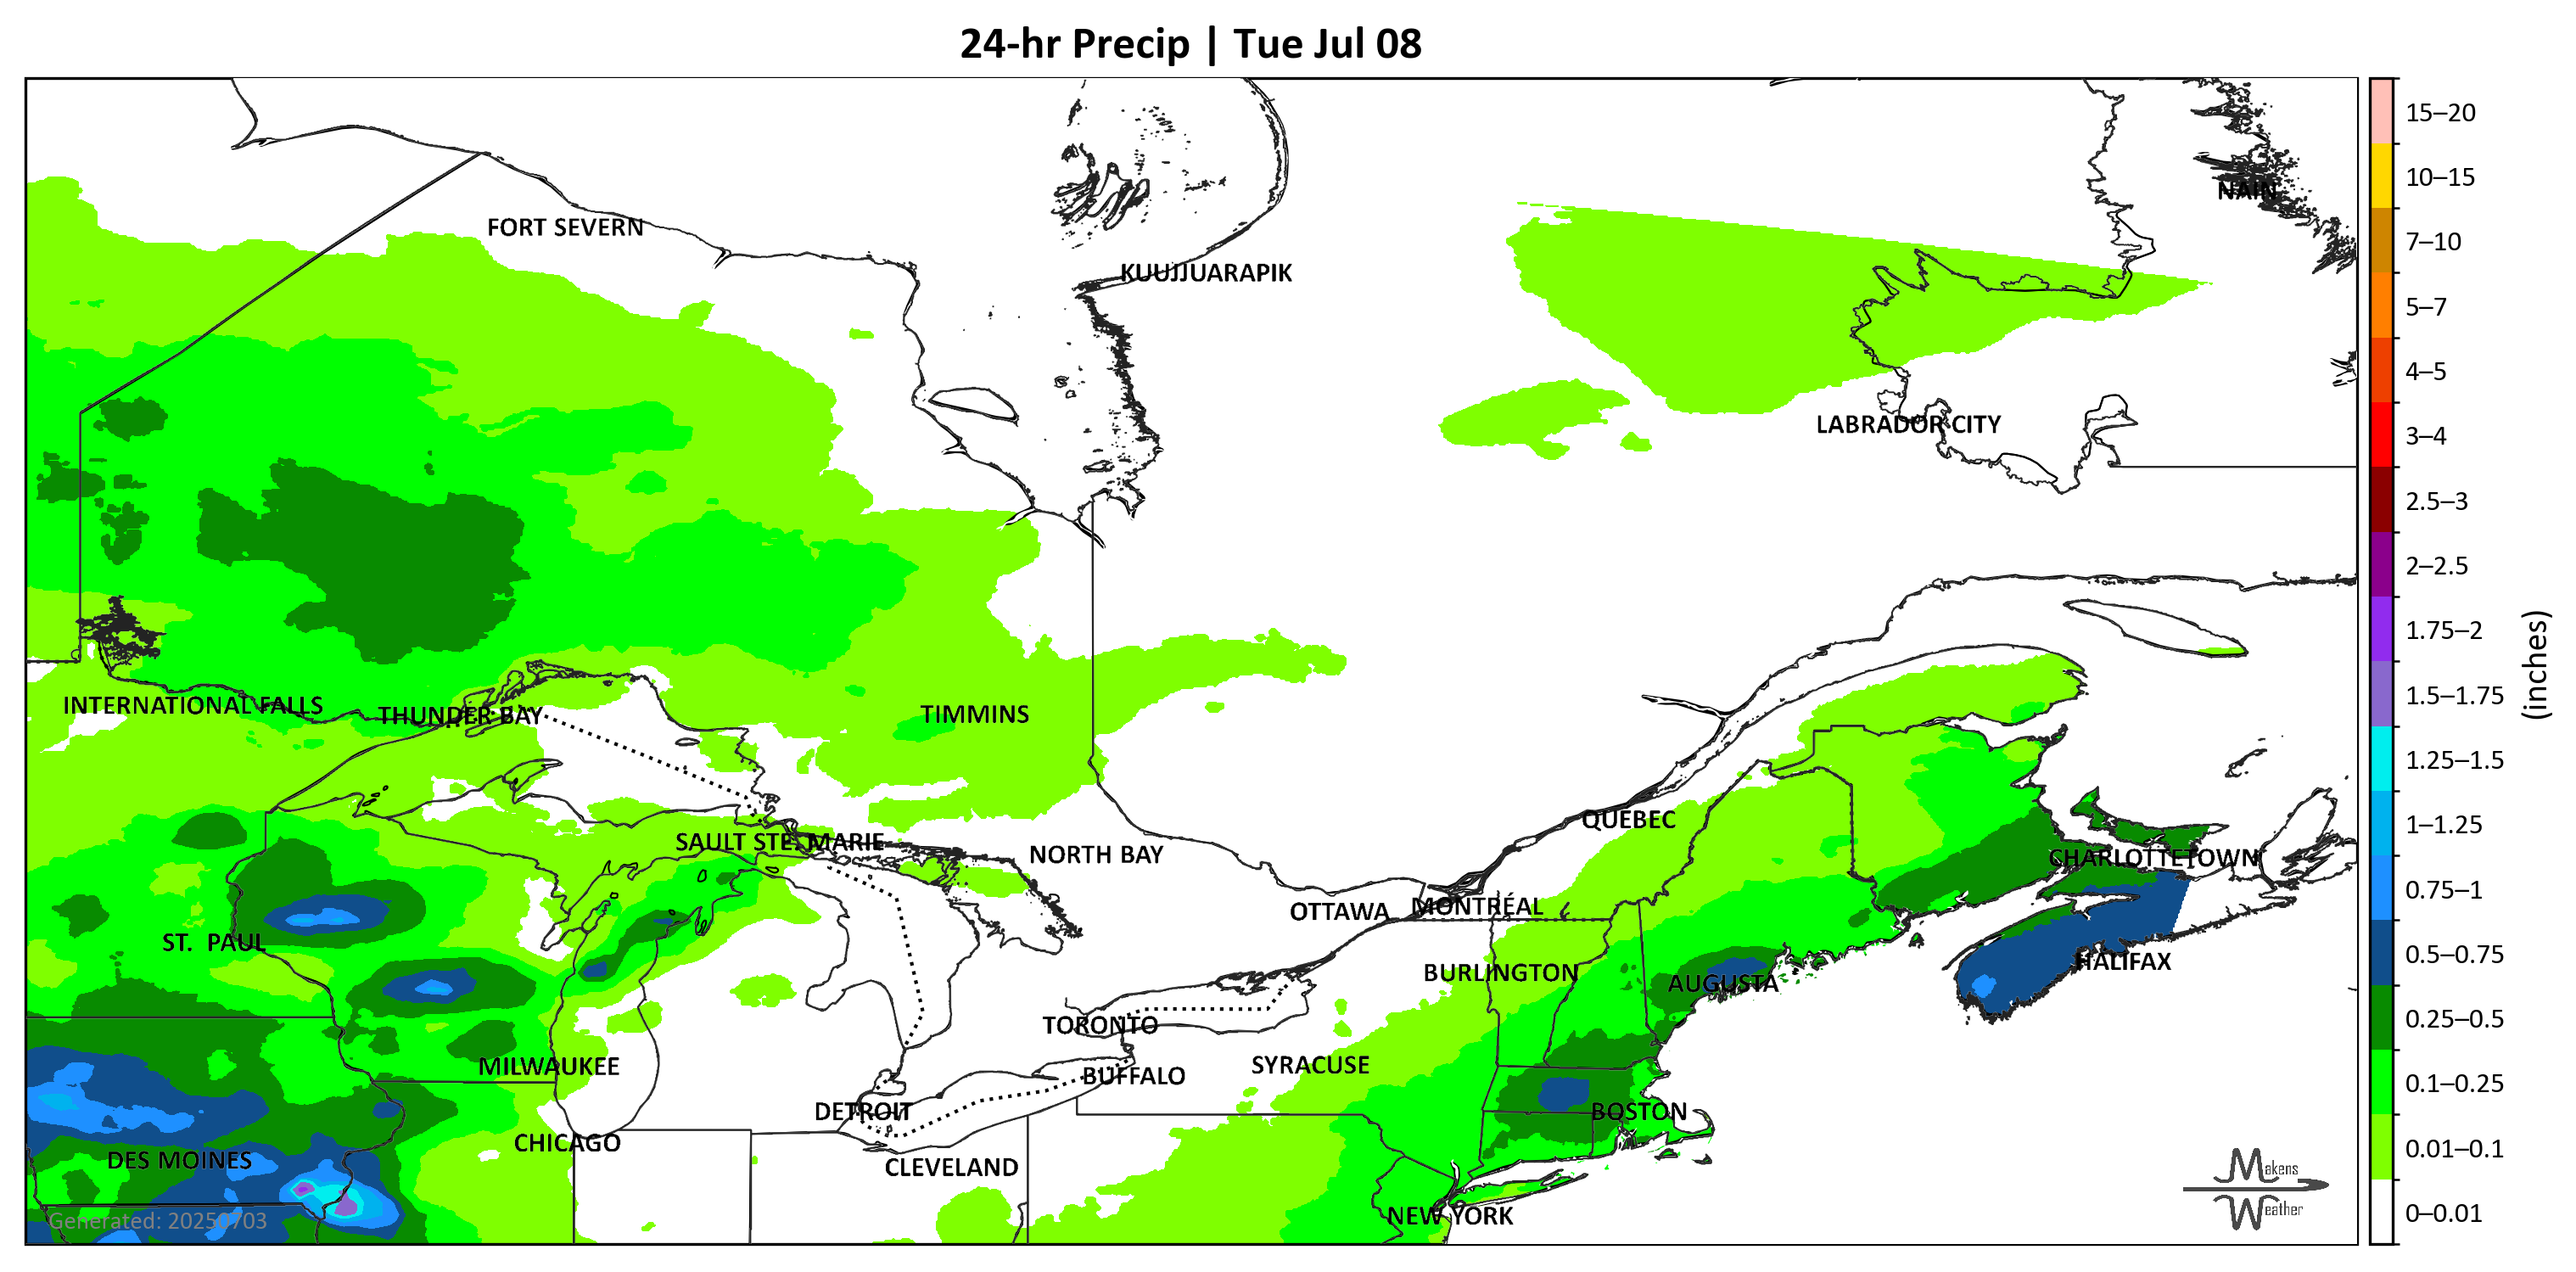 24-hr Precip | Tue Jul 08
NAIN
FORT SEVERN
KUUJJUARAPIK
LABRADOR CITY
INTERNATIONAL FALLS
THUNDER BAY
TIMMINS
QUEBEC
SAULT STE. MARIE
NORTH BAY
CHARLOTTETOWN
OTTAWA
MONTRÉAL
ST. PAUL
HALIFAX
BURLINGTON
AUGUSTA
TORONTO
SYRACUSE
MILWAUKEE
BUFFALO
DETROIT
BOSTON
CHICAGO
DES MOINES
CLEVELAND
NEW YORK
Generated: 20250703
Makens
Weather
15–20
10–15
7–10
5–7
4–5
3–4
2.5–3
2–2.5
1.75–2
1.5–1.75
1.25–1.5
1–1.25
0.75–1
0.5–0.75
0.25–0.5
0.1–0.25
0.01–0.1
0–0.01
(inches)